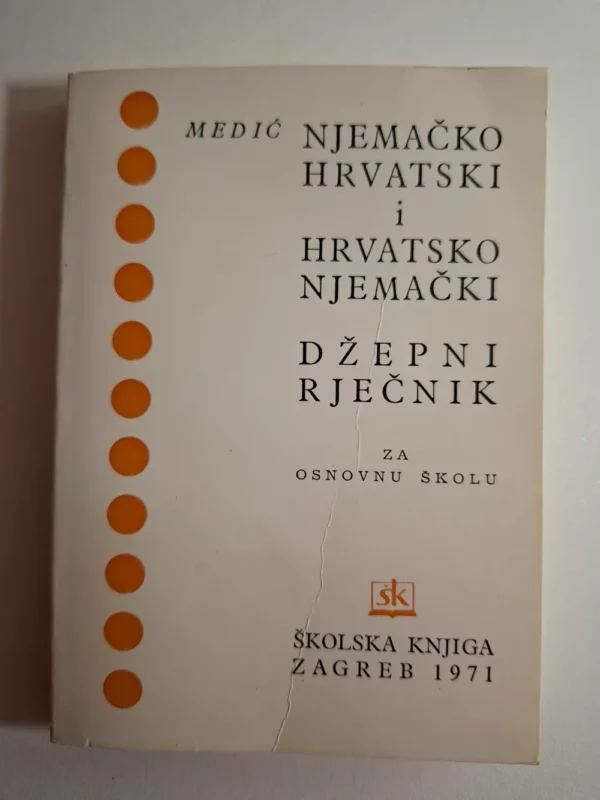 MEDIĆ
NJEMAČKO
HRVATSKI
i
HRVATSKO
NJEMAČKI
DŽEPNI
RJEČNIK
ZA
OSNOVNU ŠKOLU
šk
ŠKOLSKA KNJIGA
ZAGREB 1971